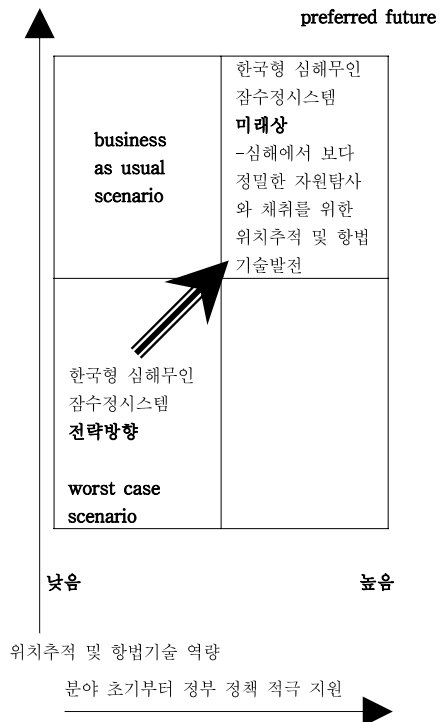 preferred future
business
as usual
scenario
한국형 심해무인
잠수정시스템
미래상
-심해에서 보다
정밀한 자원탐사
와 채취를 위한
위치추적 및 항법
기술발전
한국형 심해무인
잠수정시스템
전략방향
worst case
scenario
낮음 높음
위치추적 및 항법기술 역량
분야 초기부터 정부 정책 적극 지원